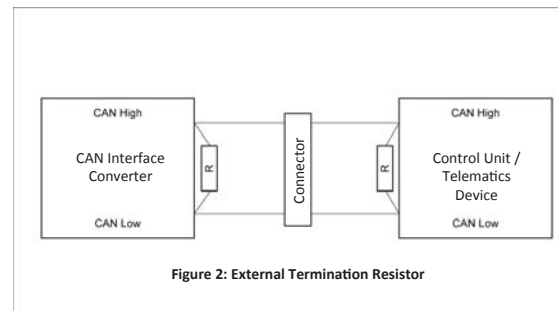 CAN High
CAN Interface
Converter
CAN Low
R
Connector
R
CAN High
Control Unit /
Telematics
Device
CAN Low
Figure 2: External Termination Resistor